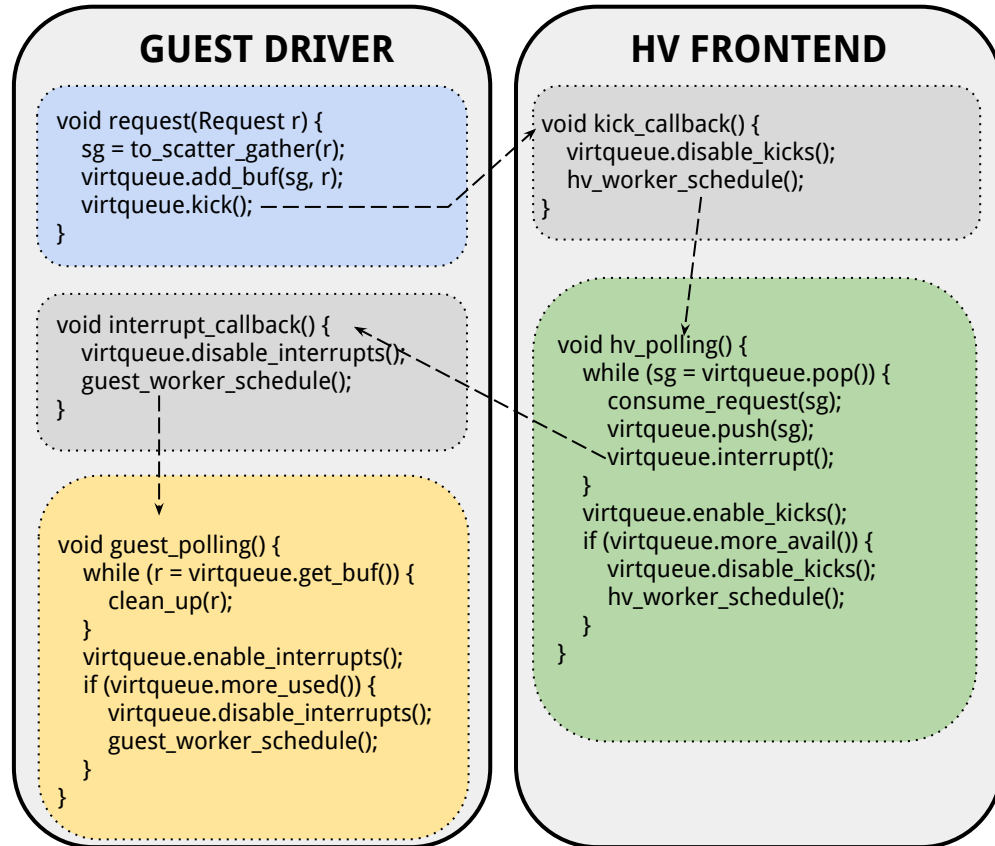 GUEST DRIVER
void request(Request r) {
    sg = to_scatter_gather(r);
    virtqueue.add_buf(sg, r);
    virtqueue.kick();
}
void interrupt_callback() {
    virtqueue.disable_interrupts();
    guest_worker_schedule();
}
void guest_polling() {
    while (r = virtqueue.get_buf()) {
        clean_up(r);
    }
    virtqueue.enable_interrupts();
    if (virtqueue.more_used()) {
        virtqueue.disable_interrupts();
        guest_worker_schedule();
    }
}
HV FRONTEND
void kick_callback() {
    virtqueue.disable_kicks();
    hv_worker_schedule();
}
void hv_polling() {
    while (sg = virtqueue.pop()) {
        consume_request(sg);
        virtqueue.push(sg);
        virtqueue.interrupt();
    }
    virtqueue.enable_kicks();
    if (virtqueue.more_avail()) {
        virtqueue.disable_kicks();
        hv_worker_schedule();
    }
}